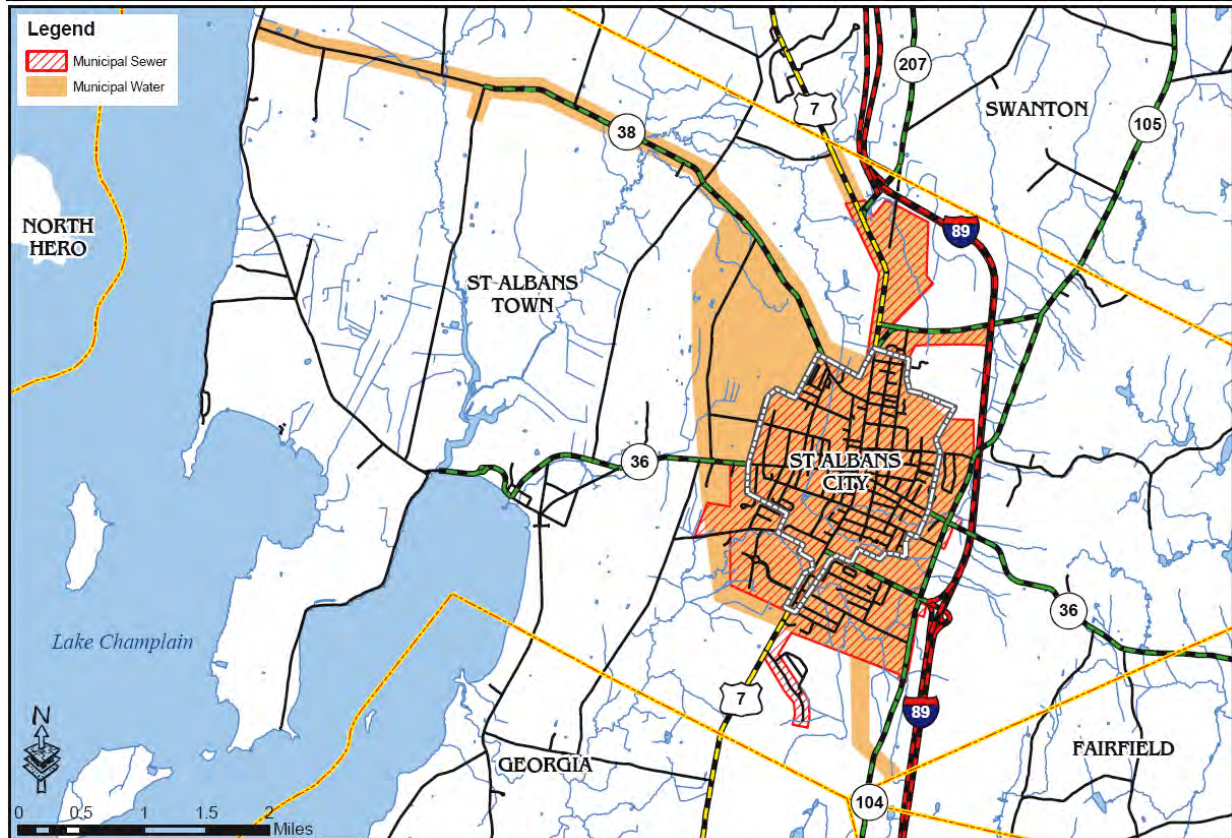 Legend
Municipal Sewer
Municipal Water
207
7
SWANTON
105
38
NORTH
HERO
89
ST ALBANS
TOWN
36
ST ALBANS
CITY
36
Lake Champlain
7
89
N
GEORGIA
FAIRFIELD
104
0 0.5 1 1.5 2
Miles